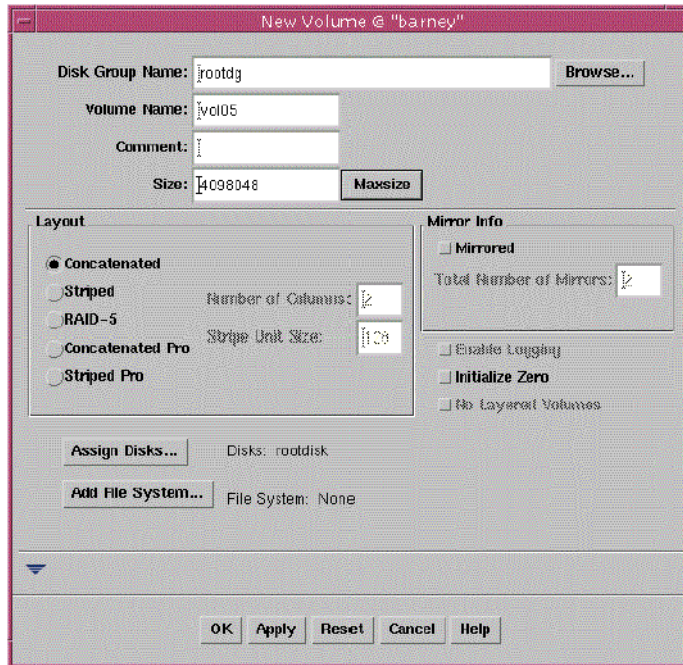 New Volume @ "barney"
Disk Group Name: rootdg Browse...
Volume Name: vol05
Comment:
Size: 4098048 Maxsize
Layout
Concatenated
Striped
RAID-5
Concatenated Pro
Striped Pro
Number of Columns: 2
Stripe Unit Size: 128
Mirror Info
Mirrored
Total Number of Mirrors: 2
Enable Logging
Initialize Zero
No Layered Volumes
Assign Disks... Disks: rootdisk
Add File System... File System: None
OK Apply Reset Cancel Help